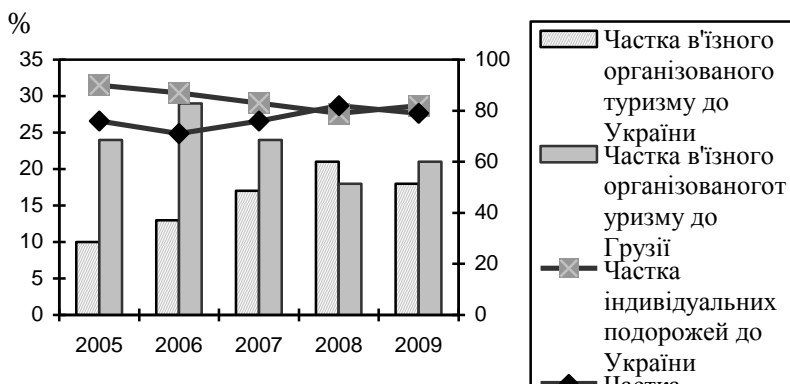 %
35
30
25
20
15
10
5
0
100
80
60
40
20
0
2005 2006 2007 2008 2009
Частка в'їзного
організованого
туризму до
України
Частка в'їзного
організованогот
уризму до
Грузії
Частка
індивідуальних
подорожей до
України
Частка